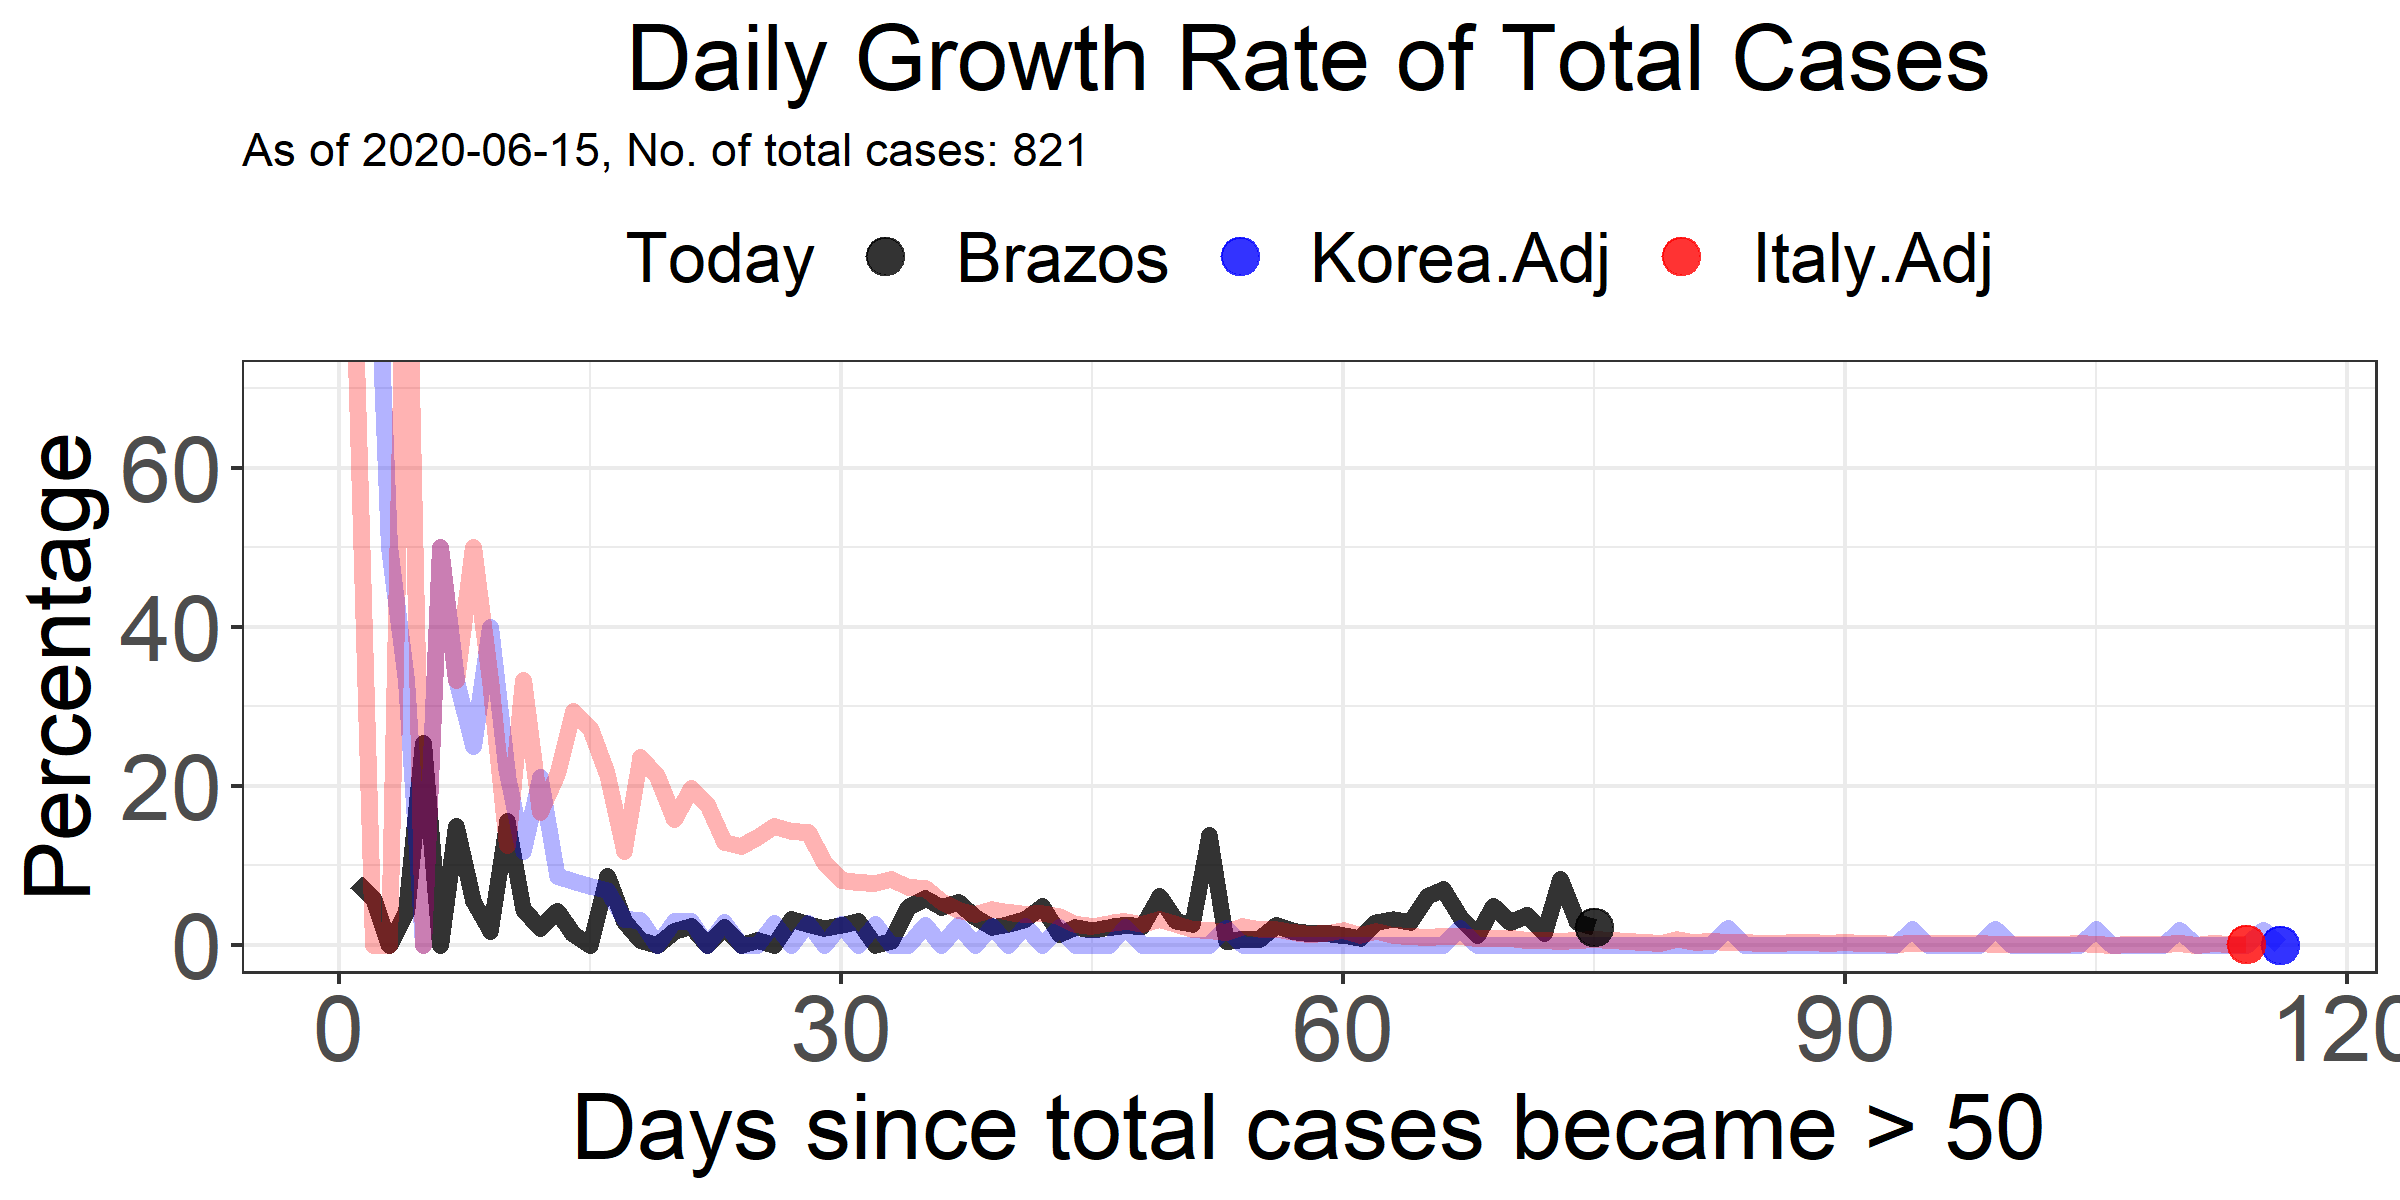 Daily Growth Rate of Total Cases
As of 2020-06-15, No. of total cases: 821
Today Brazos Korea.Adj Italy.Adj
Percentage
60
40
20
0
0 30 60 90 120
Days since total cases became > 50